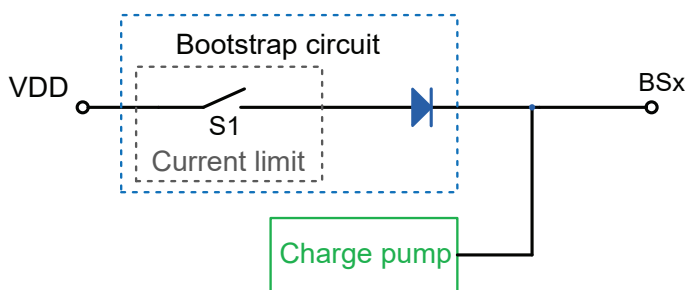 Bootstrap circuit
VDD
BSx
S1
Current limit
Charge pump